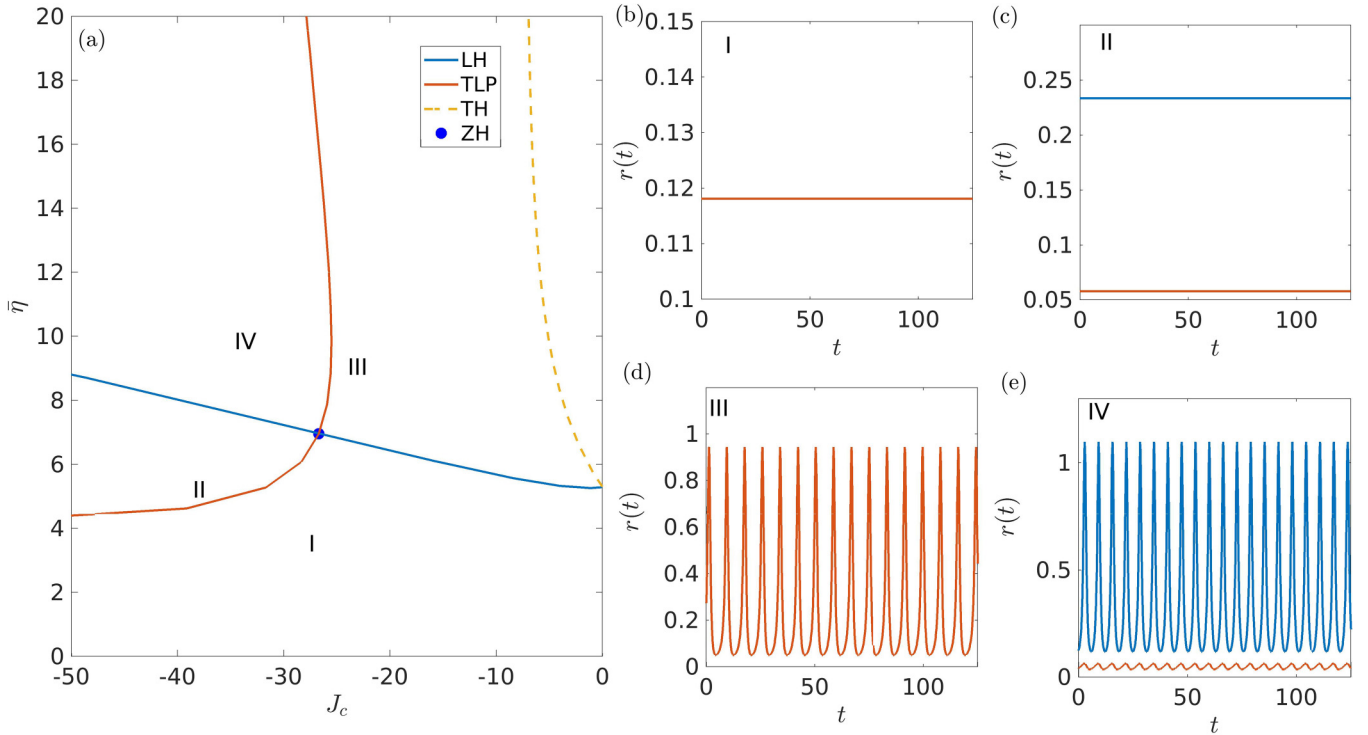 (a)
LH
TLP
TH
ZH
IV
III
II
I
20
18
16
14
12
10
8
6
4
2
0
η̄
-50
-40
-30
-20
-10
0
J_c
(b)
I
0.15
0.14
0.13
0.12
0.11
0.1
r(t)
0
50
100
t
(c)
II
0.25
0.2
0.15
0.1
0.05
r(t)
0
50
100
t
(d)
III
1
0.8
0.6
0.4
0.2
0
r(t)
0
50
100
t
(e)
IV
1
0.5
0
r(t)
0
50
100
t